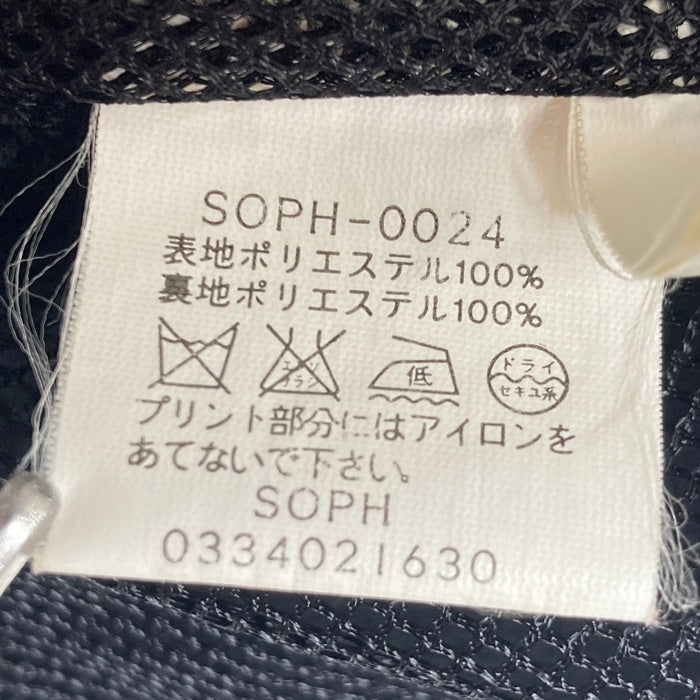 SOPH-0024
表地ポリエステル100%
裏地ポリエステル100%
エンソ
サラシ
低
ドライ
セキユ系
プリント部分にはアイロンを
あてないで下さい。
SOPH
0334021630